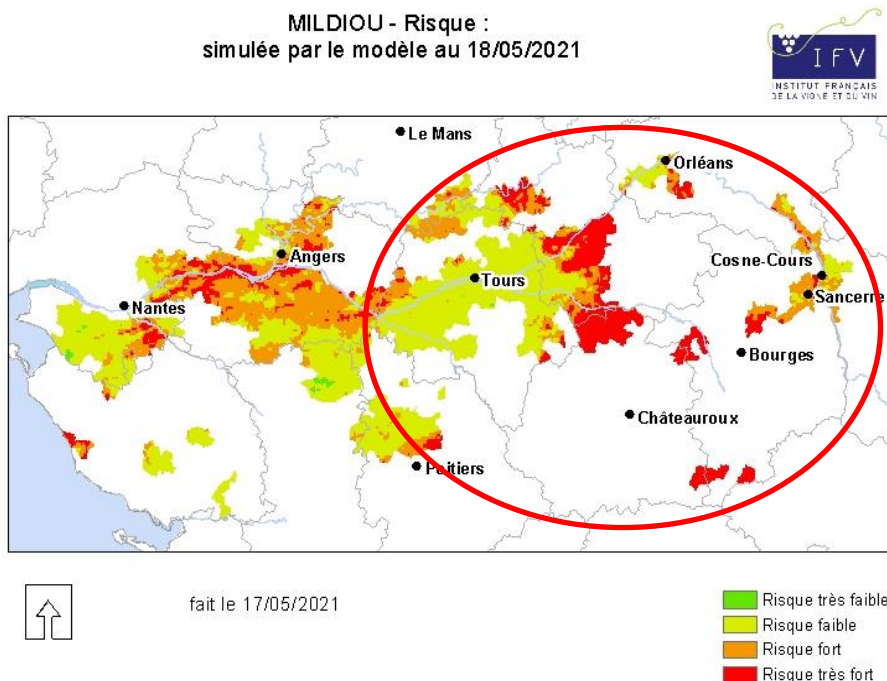 MILDIOU - Risque :
simulée par le modèle au 18/05/2021
IFV
INSTITUT FRANÇAIS
DE LA VIGNE ET DU VIN
Le Mans
Orléans
Angers
Cosne-Cours
Tours
Sancerre
Nantes
Bourges
Châteauroux
Poitiers
fait le 17/05/2021
Risque très faible
Risque faible
Risque fort
Risque très fort